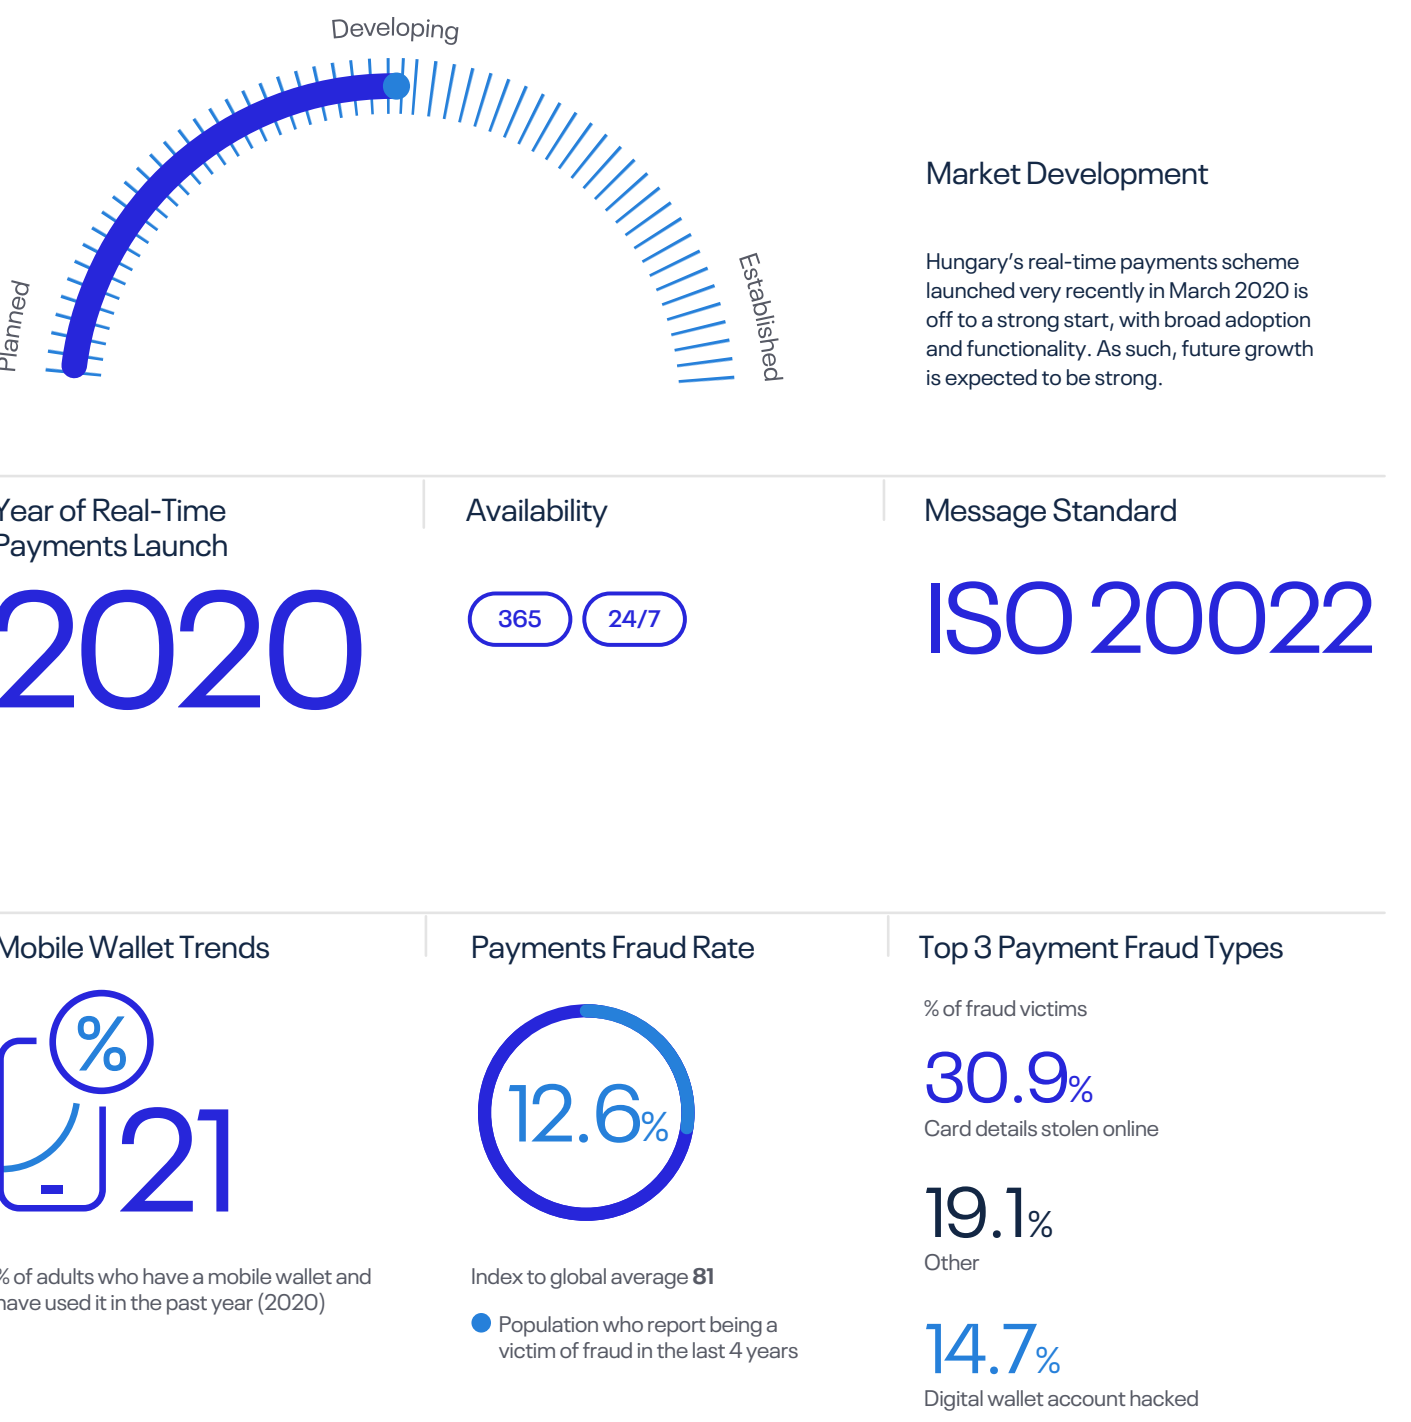 Developing
Planned
Established
Market Development
Hungary’s real-time payments scheme
launched very recently in March 2020 is
off to a strong start, with broad adoption
and functionality. As such, future growth
is expected to be strong.
Year of Real-Time
Payments Launch
2020
Availability
365
24/7
Message Standard
ISO 20022
Mobile Wallet Trends
%
21
% of adults who have a mobile wallet and
have used it in the past year (2020)
Payments Fraud Rate
12.6%
Index to global average 81
Population who report being a
victim of fraud in the last 4 years
Top 3 Payment Fraud Types
% of fraud victims
30.9%
Card details stolen online
19.1%
Other
14.7%
Digital wallet account hacked